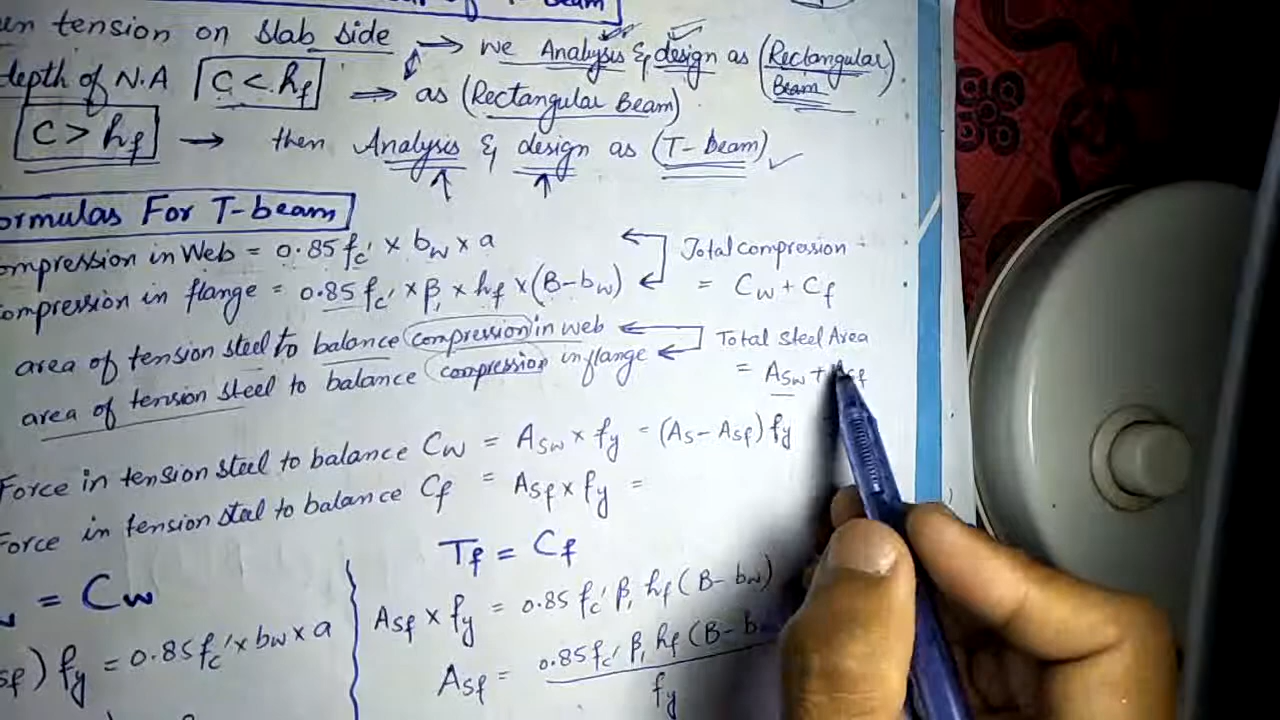 T-beam
tension on slab side → we Analysis & design as (Rectangular Beam)
depth of N.A C < hf ⟹ as (Rectangular Beam)
C > hf → then Analysis & design as (T-beam)
ormulas For T-beam
ompression in Web = 0.85 fc' × bw × a
ompression in flange = 0.85 fc' × β₁ × hf × (B-bw)
Total compression
= Cw + Cf
area of tension steel to balance compression in web
area of tension steel to balance compression in flange
Total Steel Area
= Asw + Asf
Force in tension steel to balance Cw = Asw × fy = (As - Asf) fy
Force in tension steel to balance Cf = Asf × fy =
= Cw
sf) fy = 0.85 fc' × bw × a
Tf = Cf
Asf × fy = 0.85 fc' β₁ hf (B-bw)
Asf = 0.85 fc' β₁ hf (B-b
fy